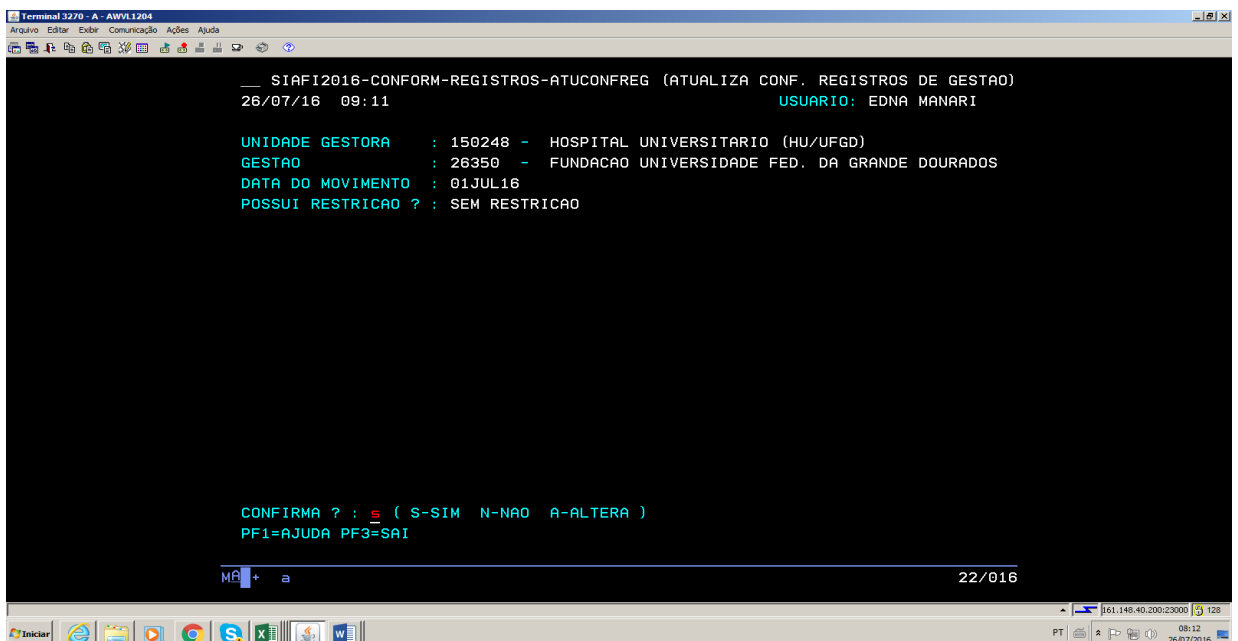 Terminal 3270 - A - AWVL1204
Arquivo Editar Exibir Comunicação Ações Ajuda
__ SIAFI2016-CONFORM-REGISTROS-ATUCONFREG (ATUALIZA CONF. REGISTROS DE GESTAO)
26/07/16 09:11 USUARIO: EDNA MANARI
UNIDADE GESTORA : 150248 - HOSPITAL UNIVERSITARIO (HU/UFGD)
GESTAO : 26350 - FUNDACAO UNIVERSIDADE FED. DA GRANDE DOURADOS
DATA DO MOVIMENTO : 01JUL16
POSSUI RESTRICAO ? : SEM RESTRICAO
CONFIRMA ? : s ( S-SIM N-NAO A-ALTERA )
PF1=AJUDA PF3=SAI
MA + a 22/016
161.148.40.200:23000 128
Iniciar PT 08:12
26/07/2016